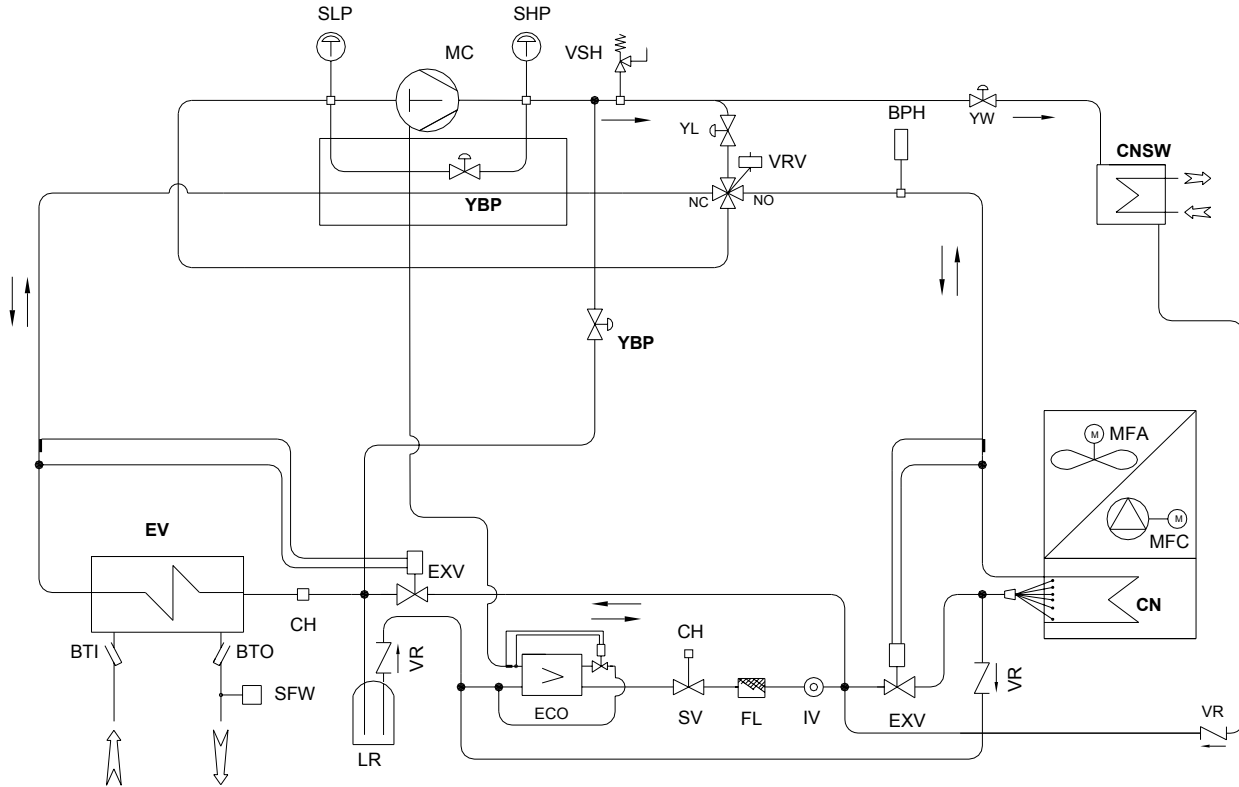 SLP
SHP
MC
VSH
BPH
YW
YL
CNSW
VRV
NC
NO
YBP
YBP
M
MFA
M
MFC
EV
EXV
CN
CH
BTI
BTO
VR
CH
VR
SFW
ECO
SV
FL
IV
EXV
VR
LR